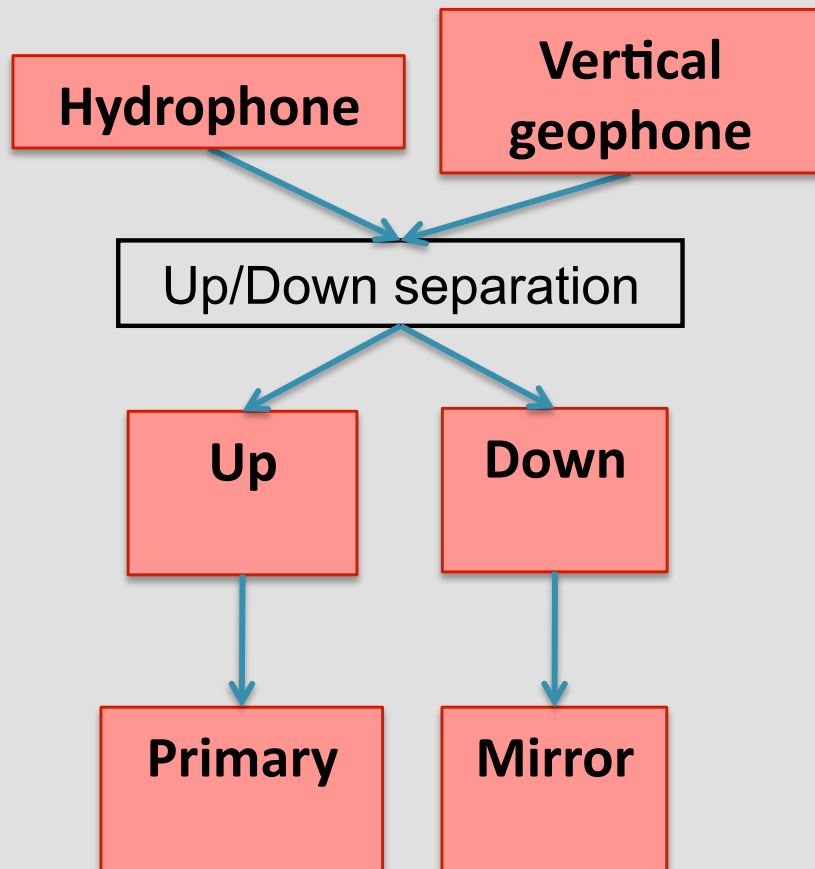 Hydrophone
Vertical
geophone
Up/Down separation
Up
Down
Primary
Mirror